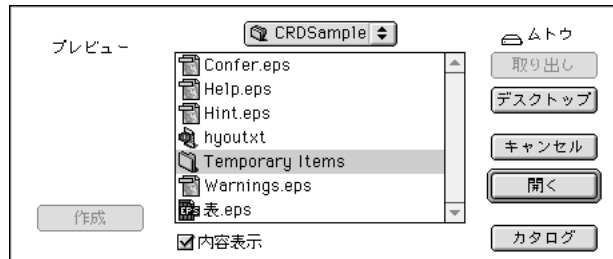 プレビュー
CRDSample
ムトウ
Confer.eps
Help.eps
Hint.eps
hyoutxt
Temporary Items
Warnings.eps
表.eps
取り出し
デスクトップ
キャンセル
開く
カタログ
作成
内容表示